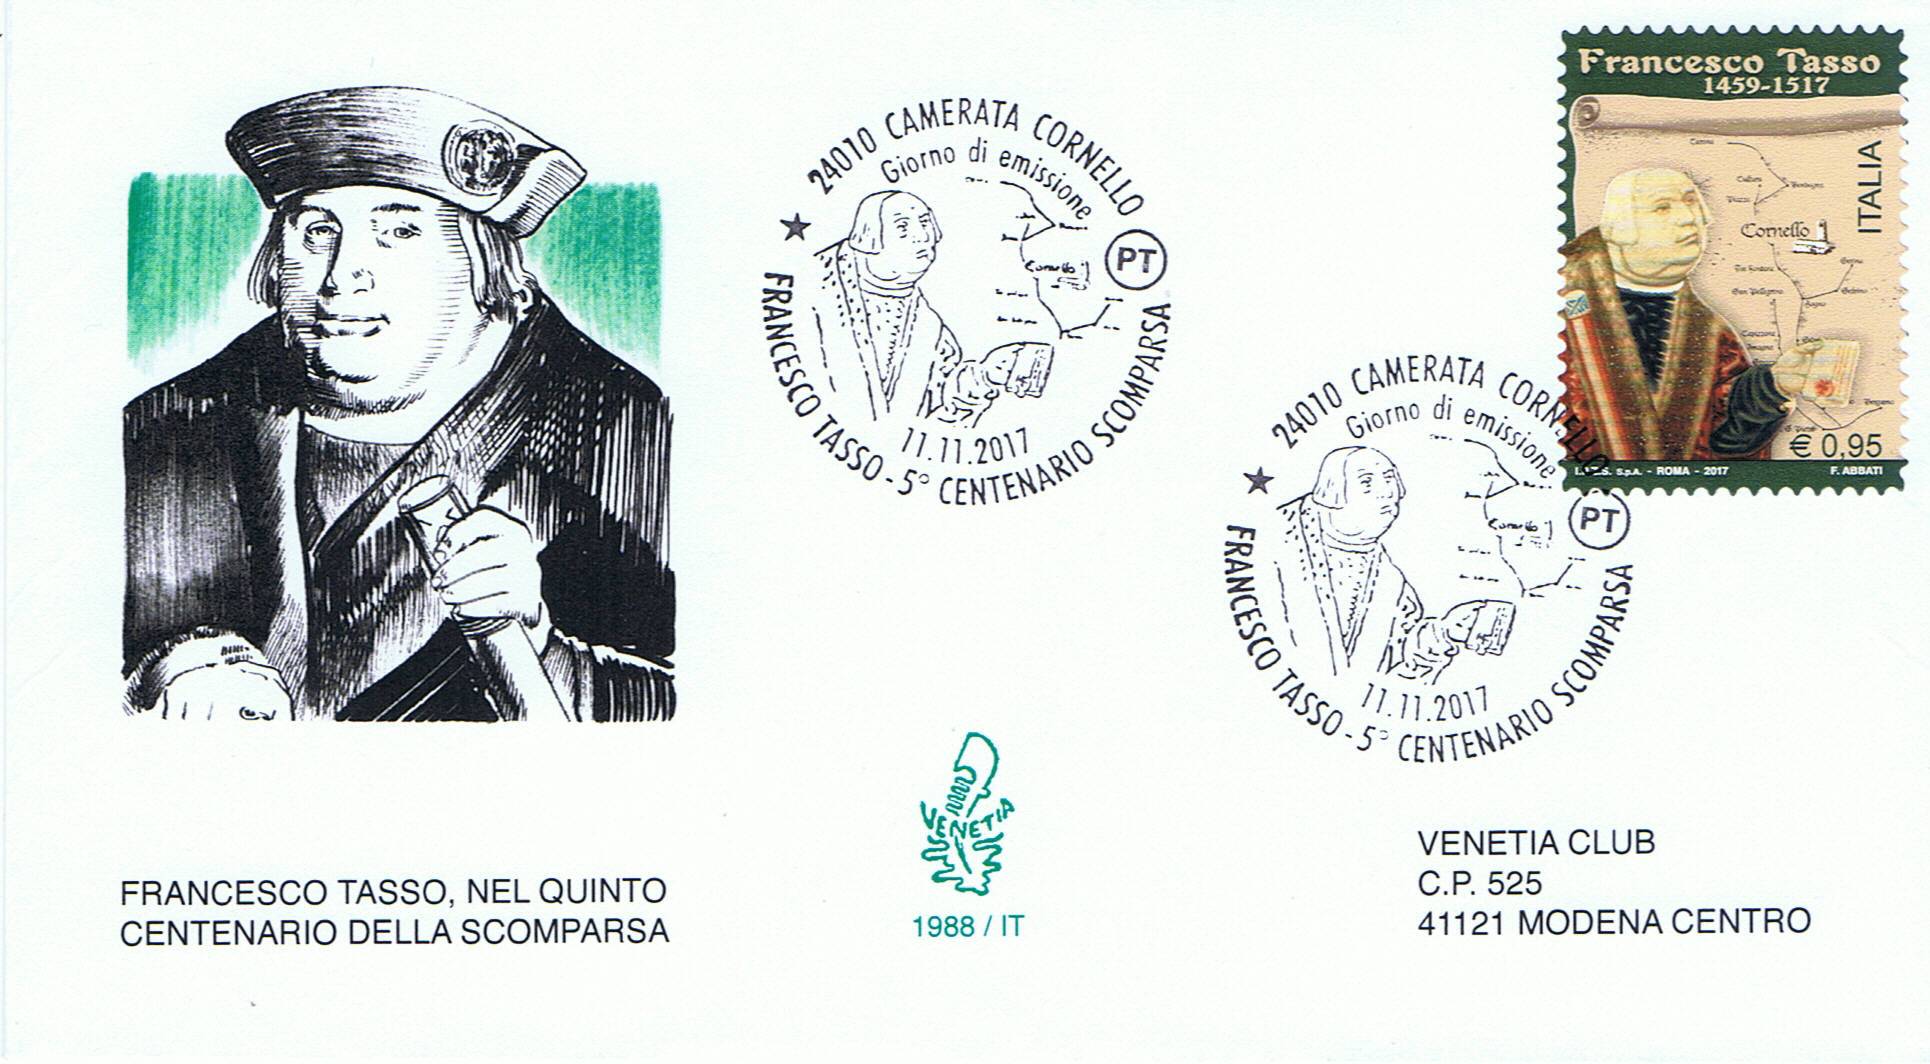 Francesco Tasso
1459-1517
ITALIA
Cornello
€ 0,95
I.P.Z.S. S.p.A. - ROMA - 2017
F. ABBATI
24010 CAMERATA CORNELLO
Giorno di emissione
Cornello
PT
11.11.2017
FRANCESCO TASSO - 5° CENTENARIO SCOMPARSA
24010 CAMERATA CORNELLO
Giorno di emissione
Cornello
PT
11.11.2017
FRANCESCO TASSO - 5° CENTENARIO SCOMPARSA
VENETIA
1988 / IT
FRANCESCO TASSO, NEL QUINTO
CENTENARIO DELLA SCOMPARSA
VENETIA CLUB
C.P. 525
41121 MODENA CENTRO